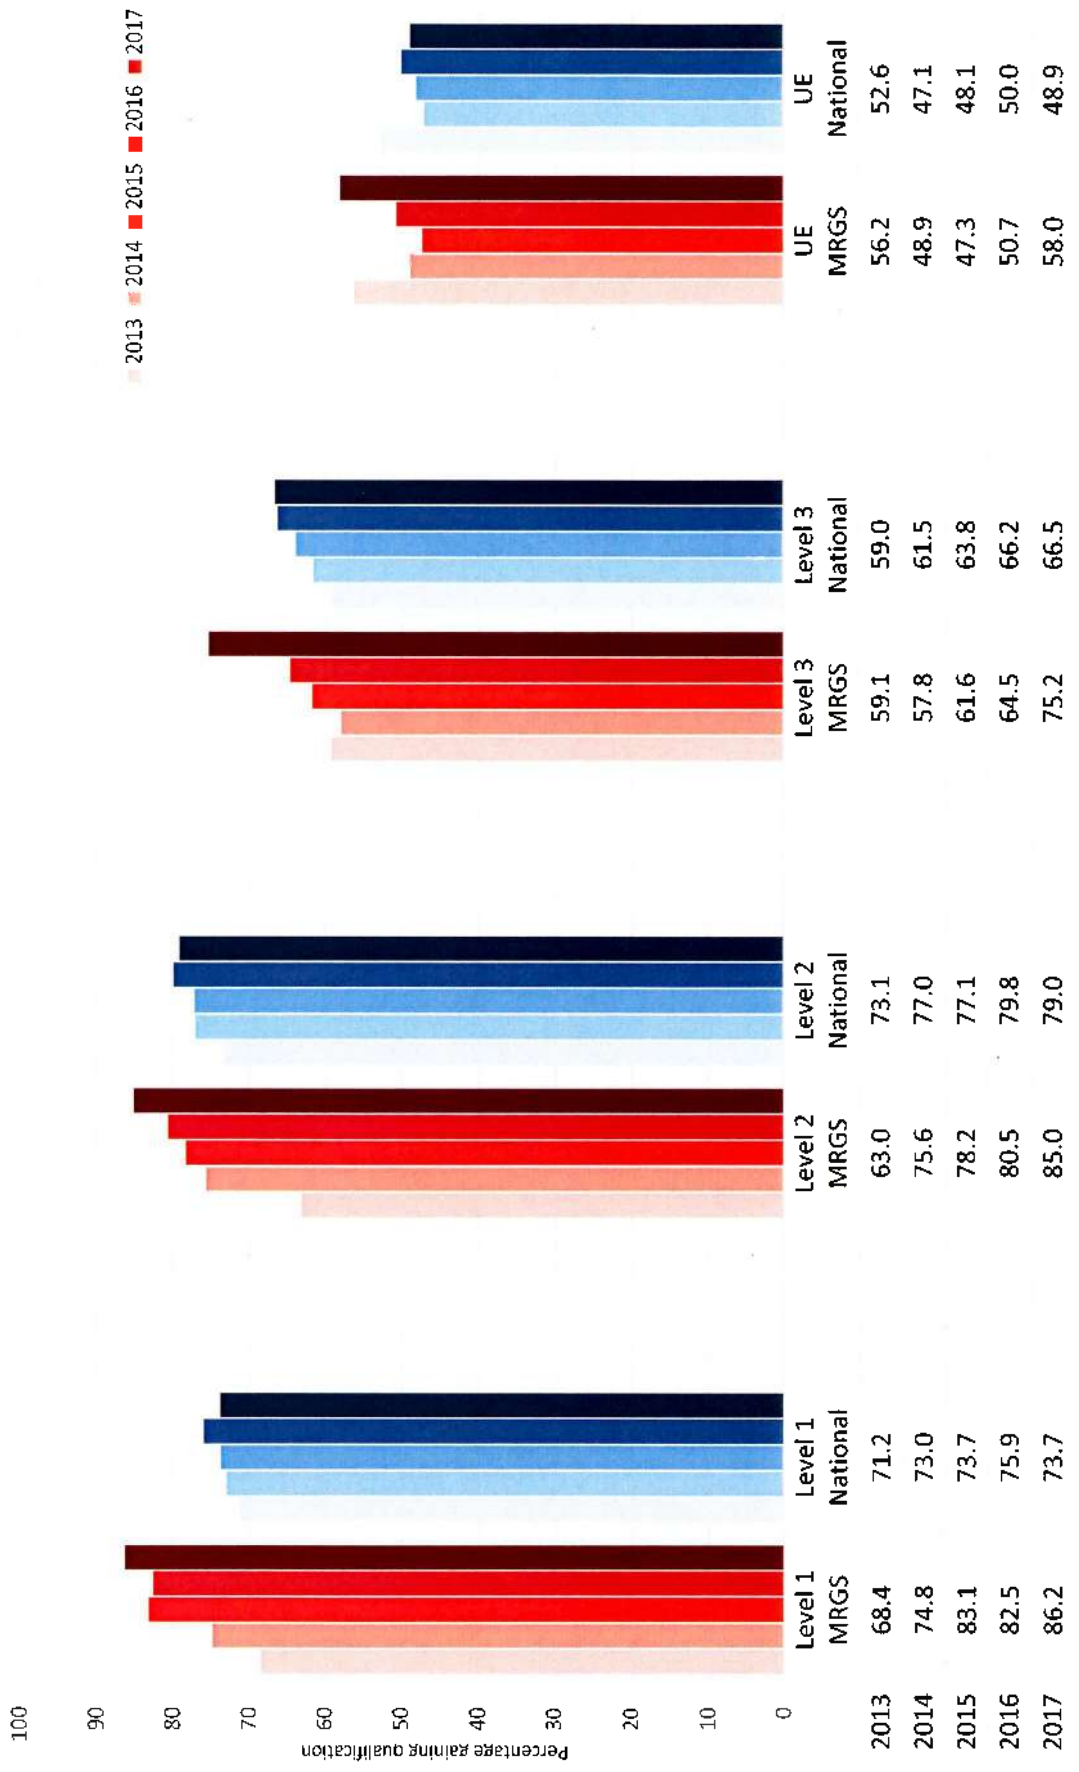 2013 2014 2015 2016 2017
100
90
80
70
60
50
40
30
20
10
0
Percentage gaining qualification
Level 1 Level 1 Level 2 Level 2 Level 3 Level 3 UE UE
MRGS National MRGS National MRGS National MRGS National
2013 68.4 71.2 63.0 73.1 59.1 59.0 56.2 52.6
2014 74.8 73.0 75.6 77.0 57.8 61.5 48.9 47.1
2015 83.1 73.7 78.2 77.1 61.6 63.8 47.3 48.1
2016 82.5 75.9 80.5 79.8 64.5 66.2 50.7 50.0
2017 86.2 73.7 85.0 79.0 75.2 66.5 58.0 48.9